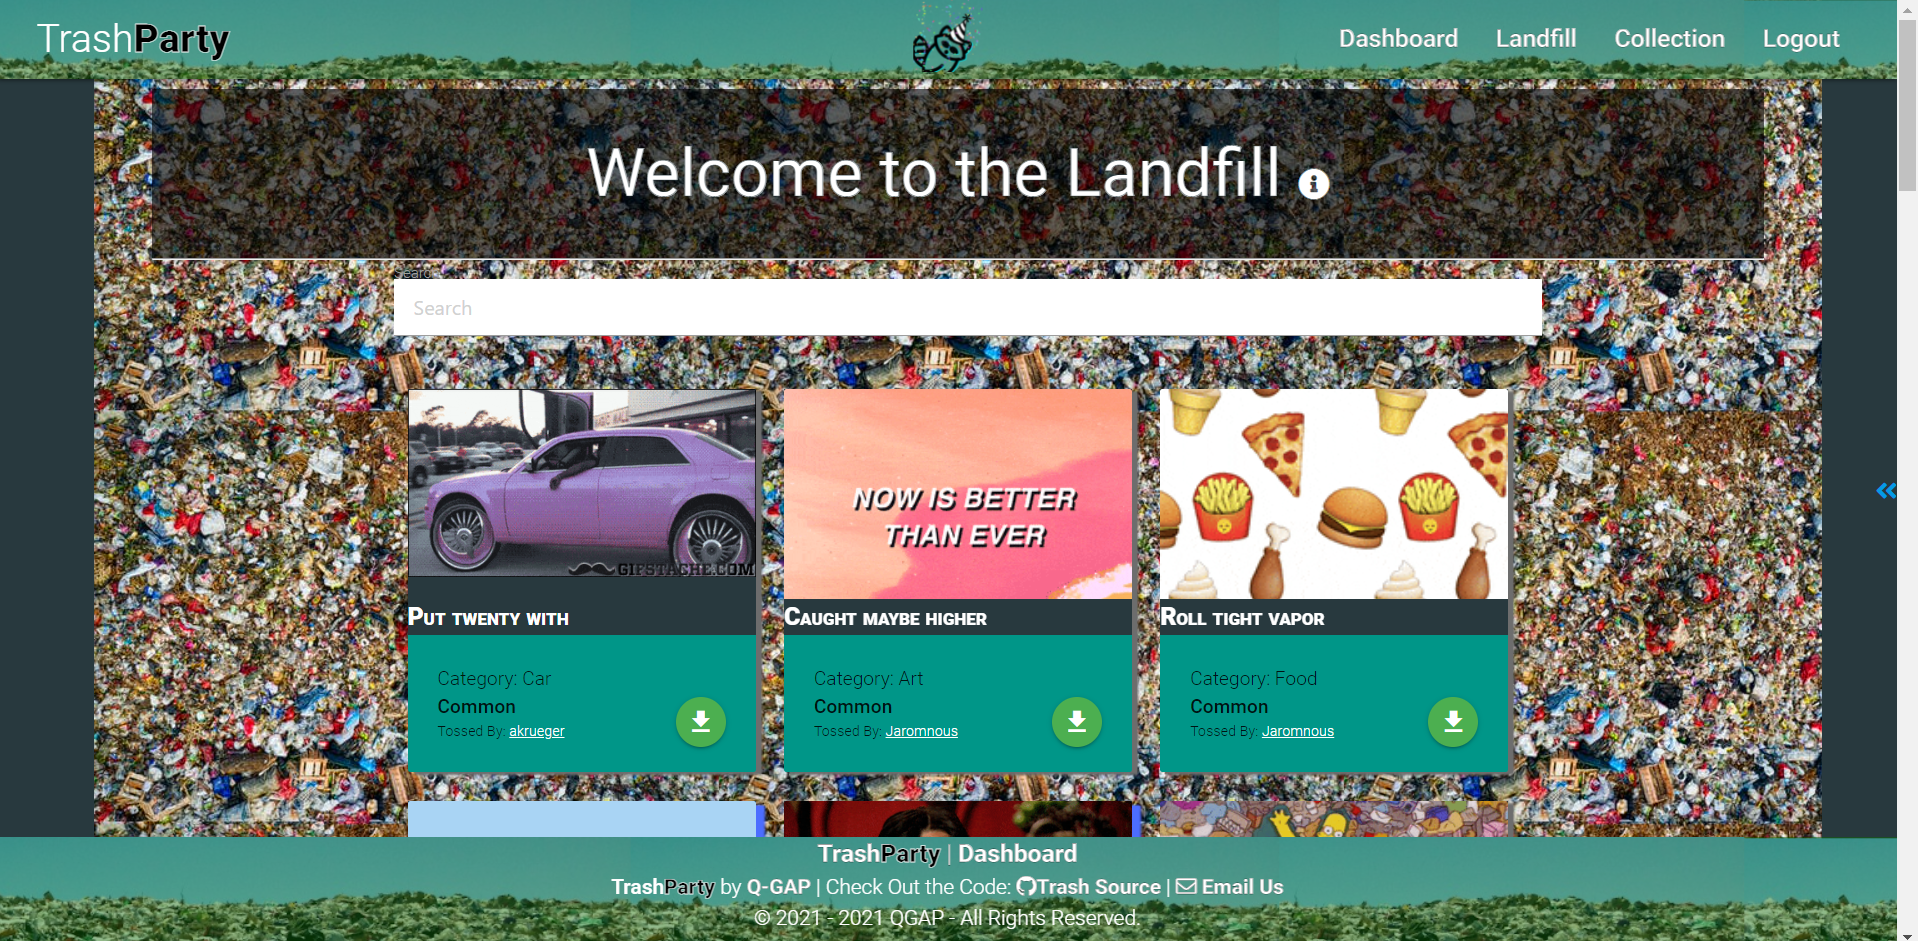 TrashParty
Dashboard Landfill Collection Logout
Welcome to the Landfill
Search
Search
GIFSTACHE.COM
NOW IS BETTER
THAN EVER
Put twenty with
Caught maybe higher
Roll tight vapor
Category: Car
Common
Tossed By: akrueger
Category: Art
Common
Tossed By: Jaromnous
Category: Food
Common
Tossed By: Jaromnous
TrashParty | Dashboard
TrashParty by Q-GAP | Check Out the Code: Trash Source | Email Us
© 2021 - 2021 QGAP - All Rights Reserved.